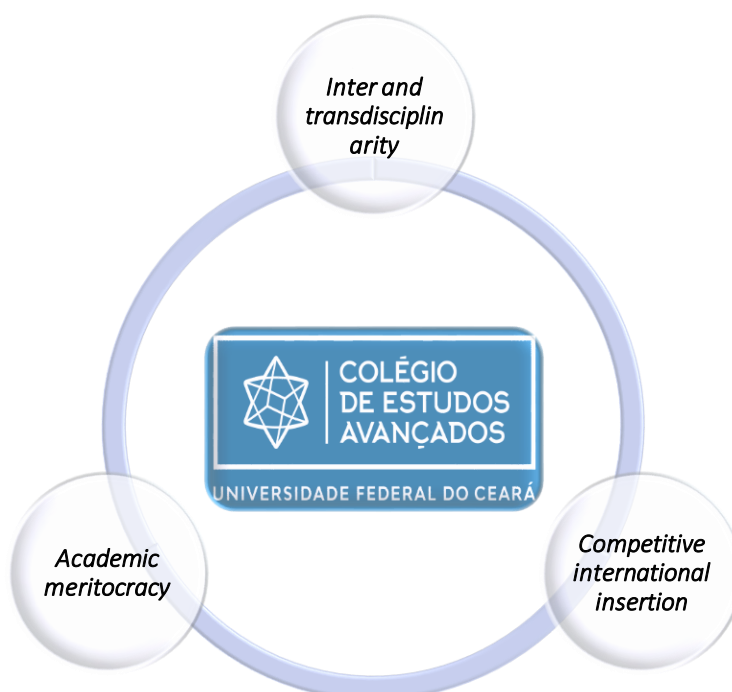 Inter and
transdisciplin
arity
COLÉGIO
DE ESTUDOS
AVANÇADOS
UNIVERSIDADE FEDERAL DO CEARÁ
Academic
meritocracy
Competitive
international
insertion